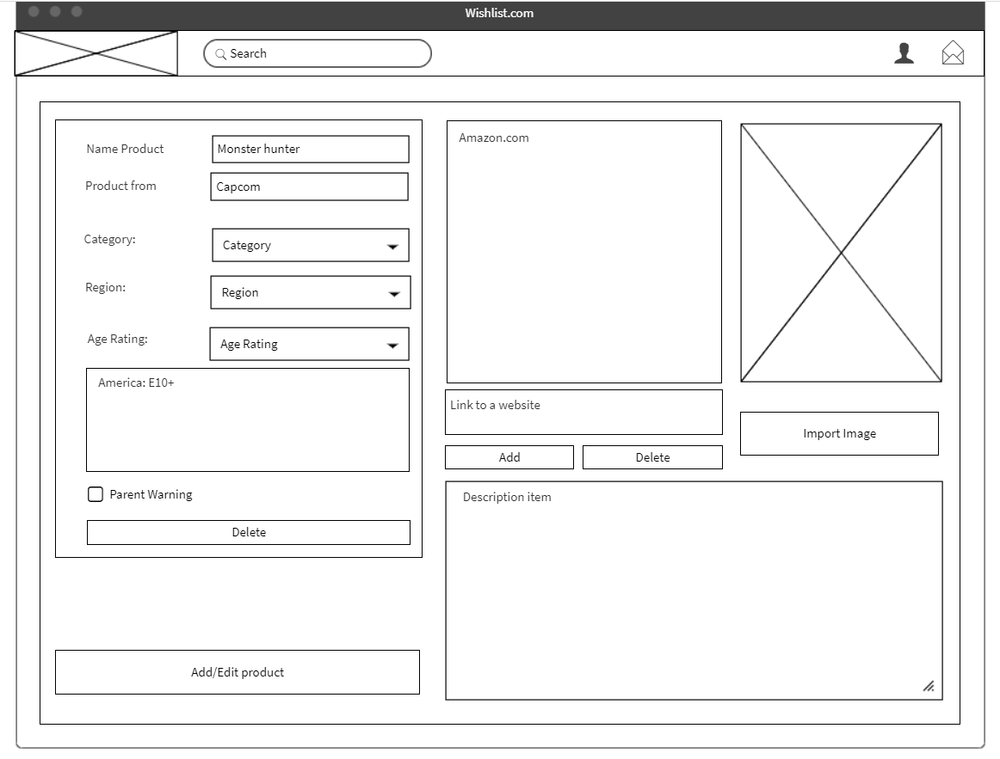 Wishlist.com
Search
Name Product
Monster hunter
Product from
Capcom
Category:
Category
Region:
Region
Age Rating:
Age Rating
America: E10+
Parent Warning
Delete
Add/Edit product
Amazon.com
Link to a website
Add
Delete
Import Image
Description item